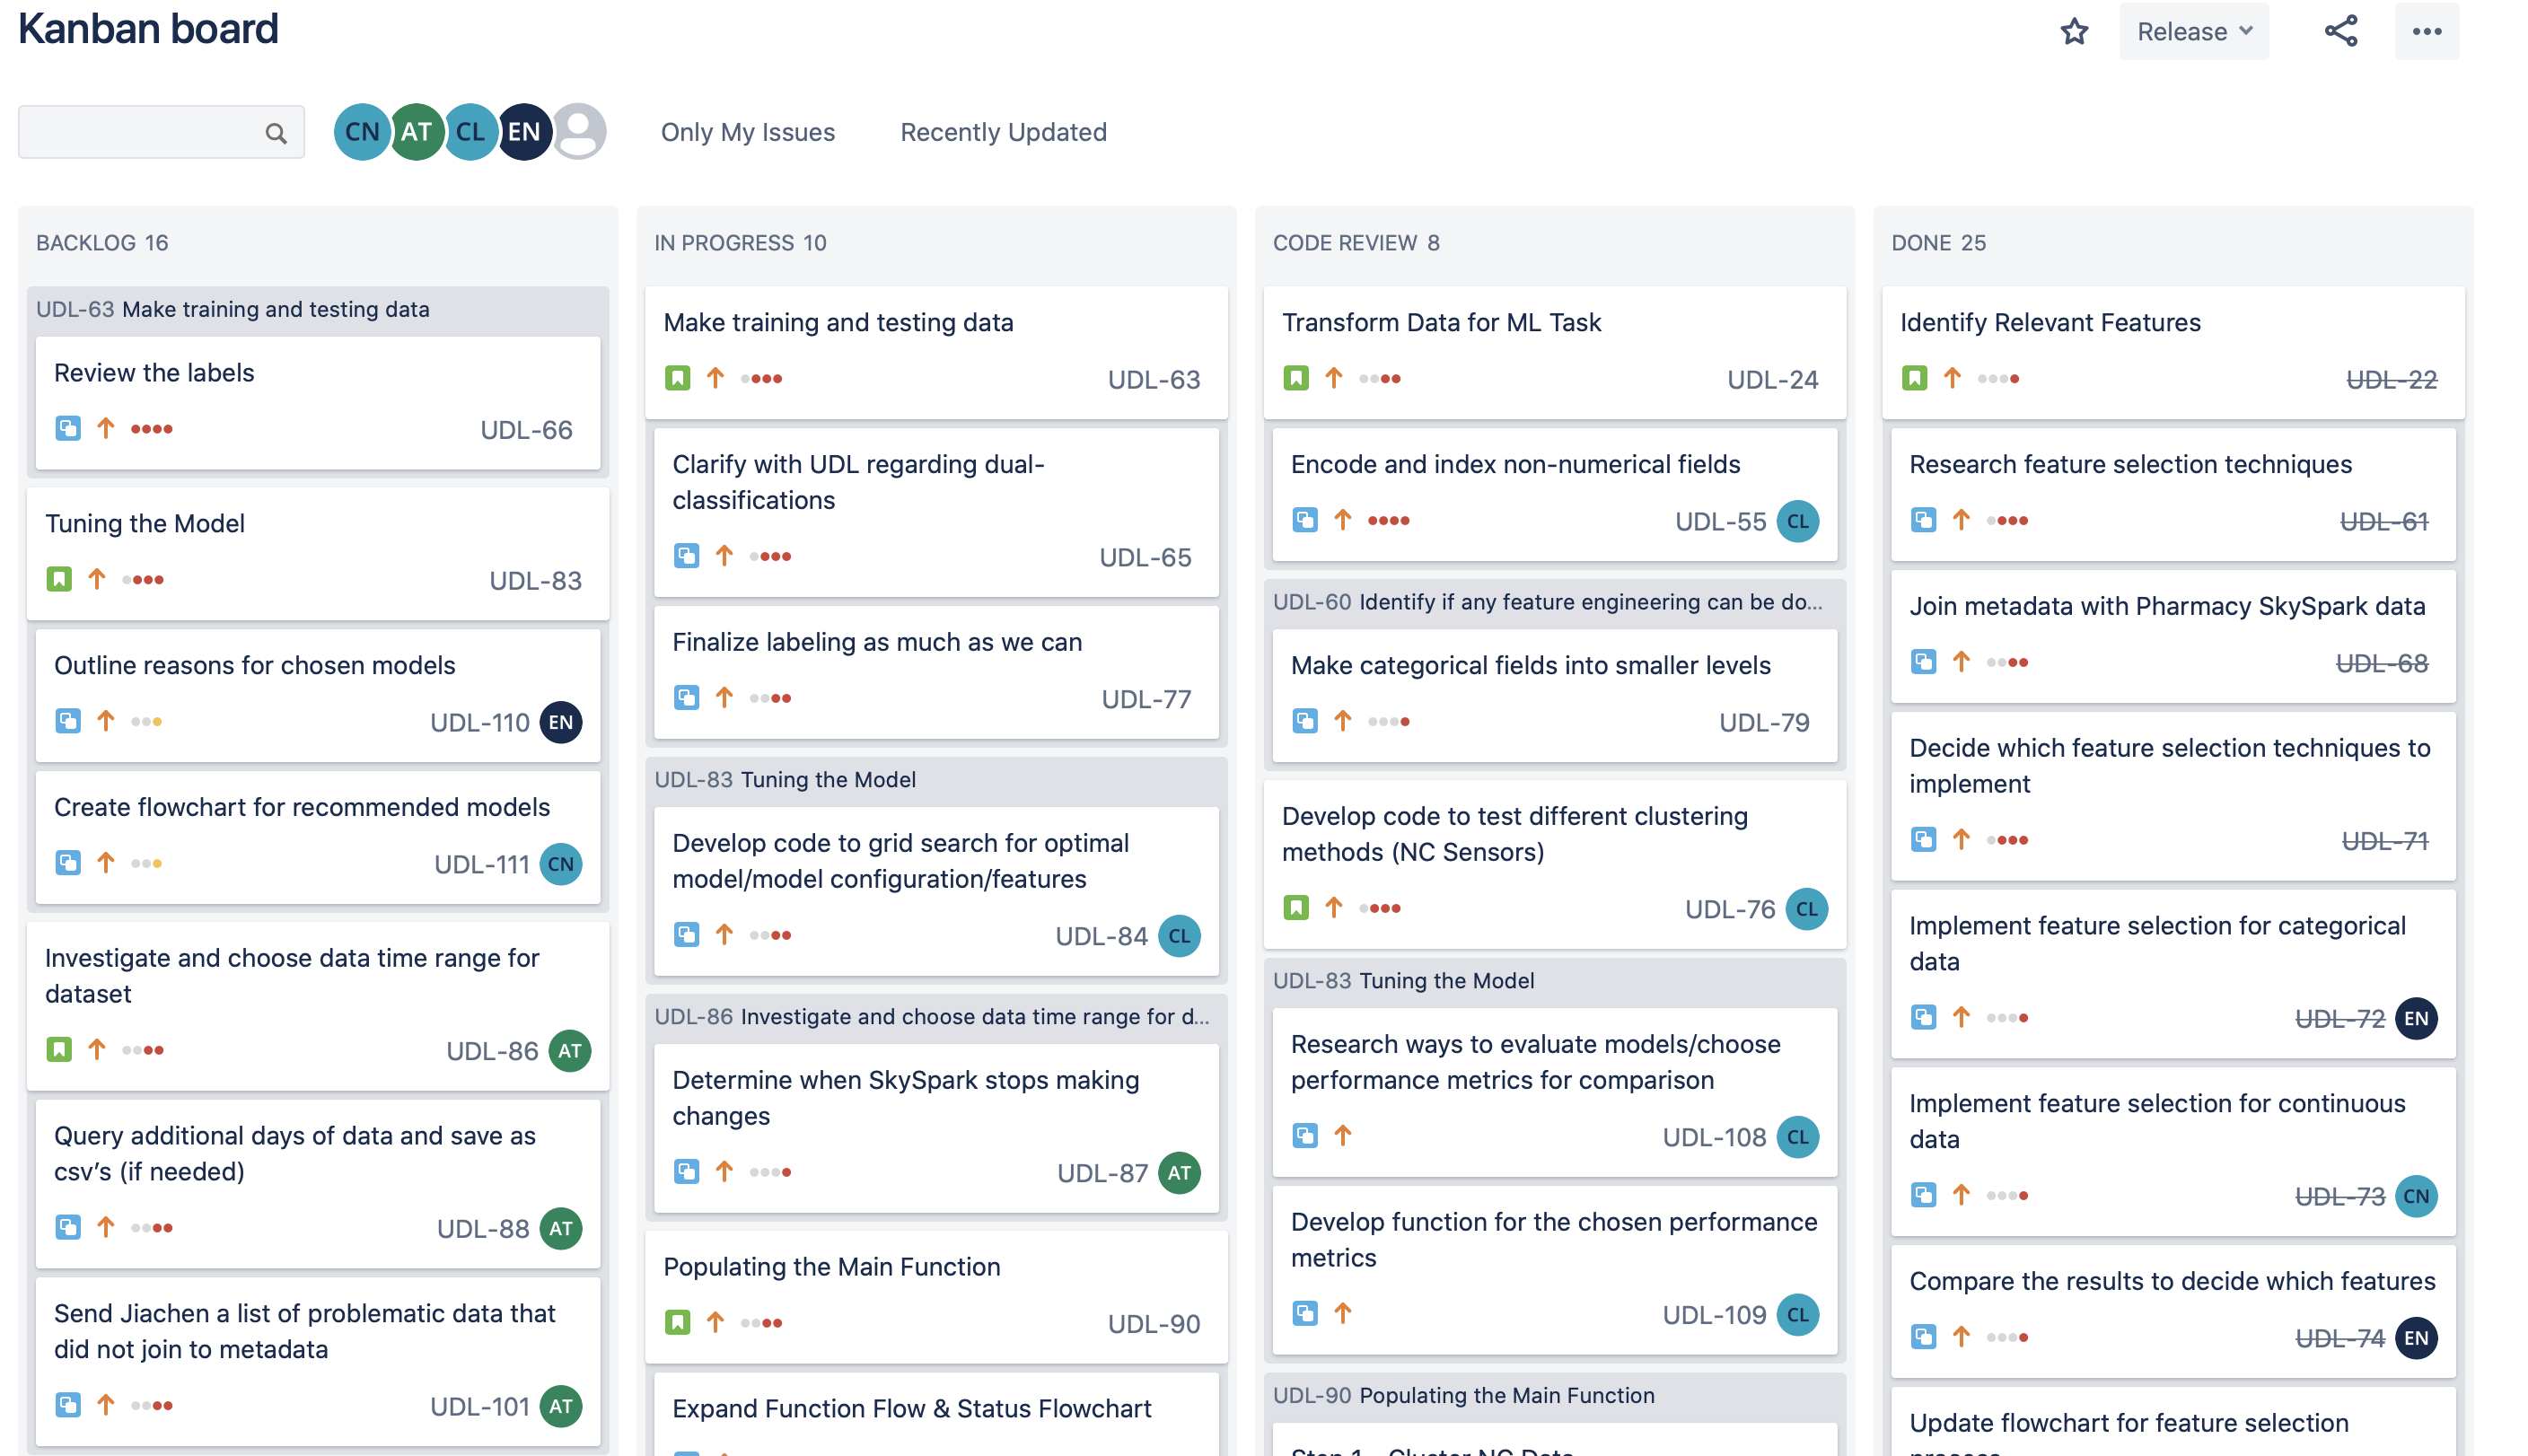 Kanban board
Release
CN AT CL EN
Only My Issues
Recently Updated
BACKLOG 16
UDL-63 Make training and testing data
Review the labels
UDL-66
Tuning the Model
UDL-83
Outline reasons for chosen models
UDL-110 EN
Create flowchart for recommended models
UDL-111 CN
Investigate and choose data time range for
dataset
UDL-86 AT
Query additional days of data and save as
csv's (if needed)
UDL-88 AT
Send Jiachen a list of problematic data that
did not join to metadata
UDL-101 AT
IN PROGRESS 10
Make training and testing data
UDL-63
Clarify with UDL regarding dual-
classifications
UDL-65
Finalize labeling as much as we can
UDL-77
UDL-83 Tuning the Model
Develop code to grid search for optimal
model/model configuration/features
UDL-84 CL
UDL-86 Investigate and choose data time range for d...
Determine when SkySpark stops making
changes
UDL-87 AT
Populating the Main Function
UDL-90
Expand Function Flow & Status Flowchart
CODE REVIEW 8
Transform Data for ML Task
UDL-24
Encode and index non-numerical fields
UDL-55 CL
UDL-60 Identify if any feature engineering can be do...
Make categorical fields into smaller levels
UDL-79
Develop code to test different clustering
methods (NC Sensors)
UDL-76 CL
UDL-83 Tuning the Model
Research ways to evaluate models/choose
performance metrics for comparison
UDL-108 CL
Develop function for the chosen performance
metrics
UDL-109 CL
UDL-90 Populating the Main Function
DONE 25
Identify Relevant Features
UDL-22
Research feature selection techniques
UDL-61
Join metadata with Pharmacy SkySpark data
UDL-68
Decide which feature selection techniques to
implement
UDL-71
Implement feature selection for categorical
data
UDL-72 EN
Implement feature selection for continuous
data
UDL-73 CN
Compare the results to decide which features
UDL-74 EN
Update flowchart for feature selection